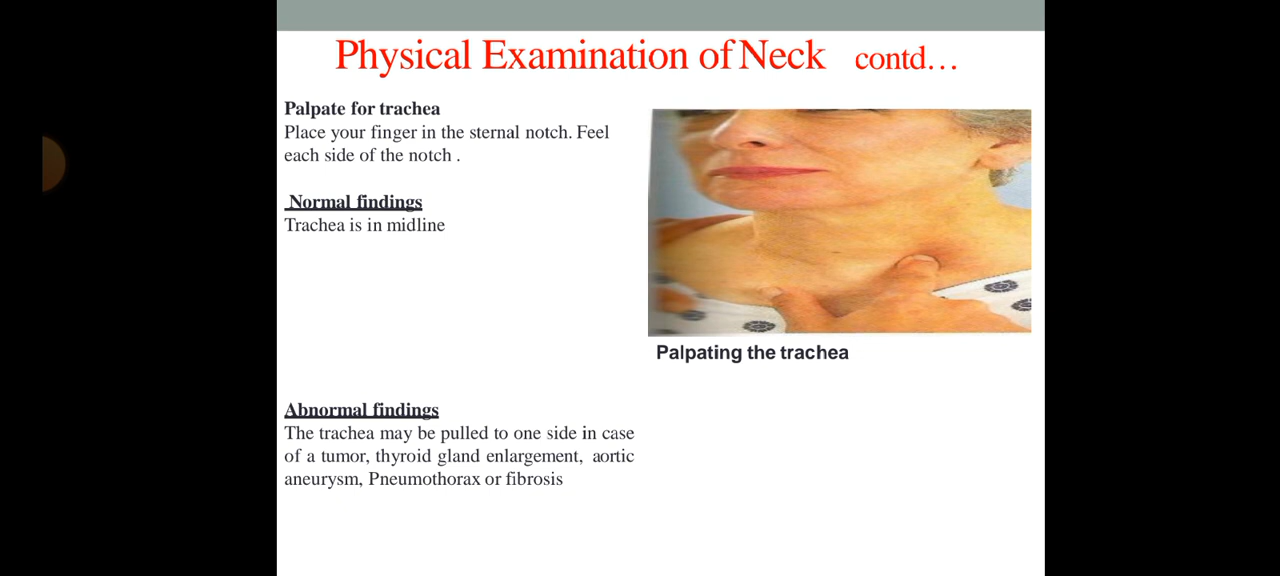 Physical Examination of Neck contd…
Palpate for trachea
Place your finger in the sternal notch. Feel
each side of the notch .
Normal findings
Trachea is in midline
Palpating the trachea
Abnormal findings
The trachea may be pulled to one side in case
of a tumor, thyroid gland enlargement, aortic
aneurysm, Pneumothorax or fibrosis